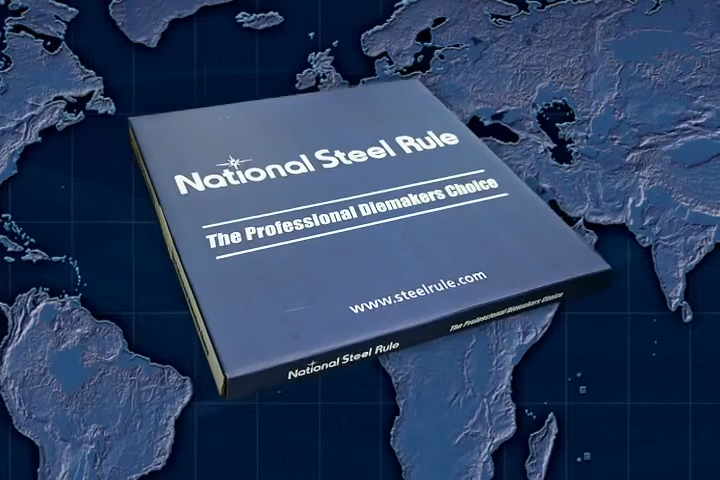 National Steel Rule
The Professional Diemakers Choice
www.steelrule.com
National Steel Rule
The Professional Diemakers Choice